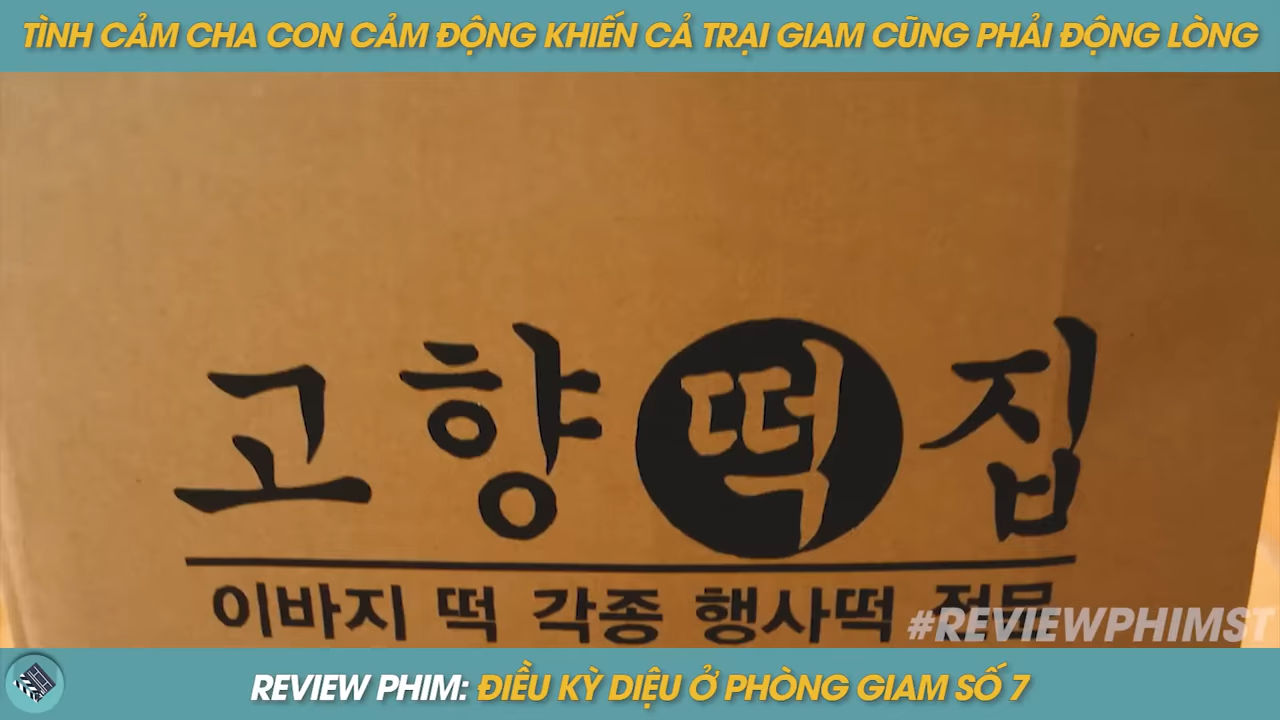 TÌNH CẢM CHA CON CẢM ĐỘNG KHIẾN CẢ TRẠI GIAM CŨNG PHẢI ĐỘNG LÒNG
고향떡집
이바지 떡 각종 행사떡 전문
#REVIEWPHIMST
REVIEW PHIM: ĐIỀU KỲ DIỆU Ở PHÒNG GIAM SỐ 7